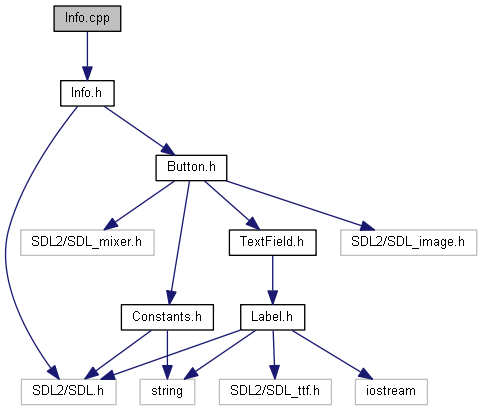 Info.cpp
Info.h
Button.h
SDL2/SDL_mixer.h
TextField.h
SDL2/SDL_image.h
Constants.h
Label.h
SDL2/SDL.h
string
SDL2/SDL_ttf.h
iostream